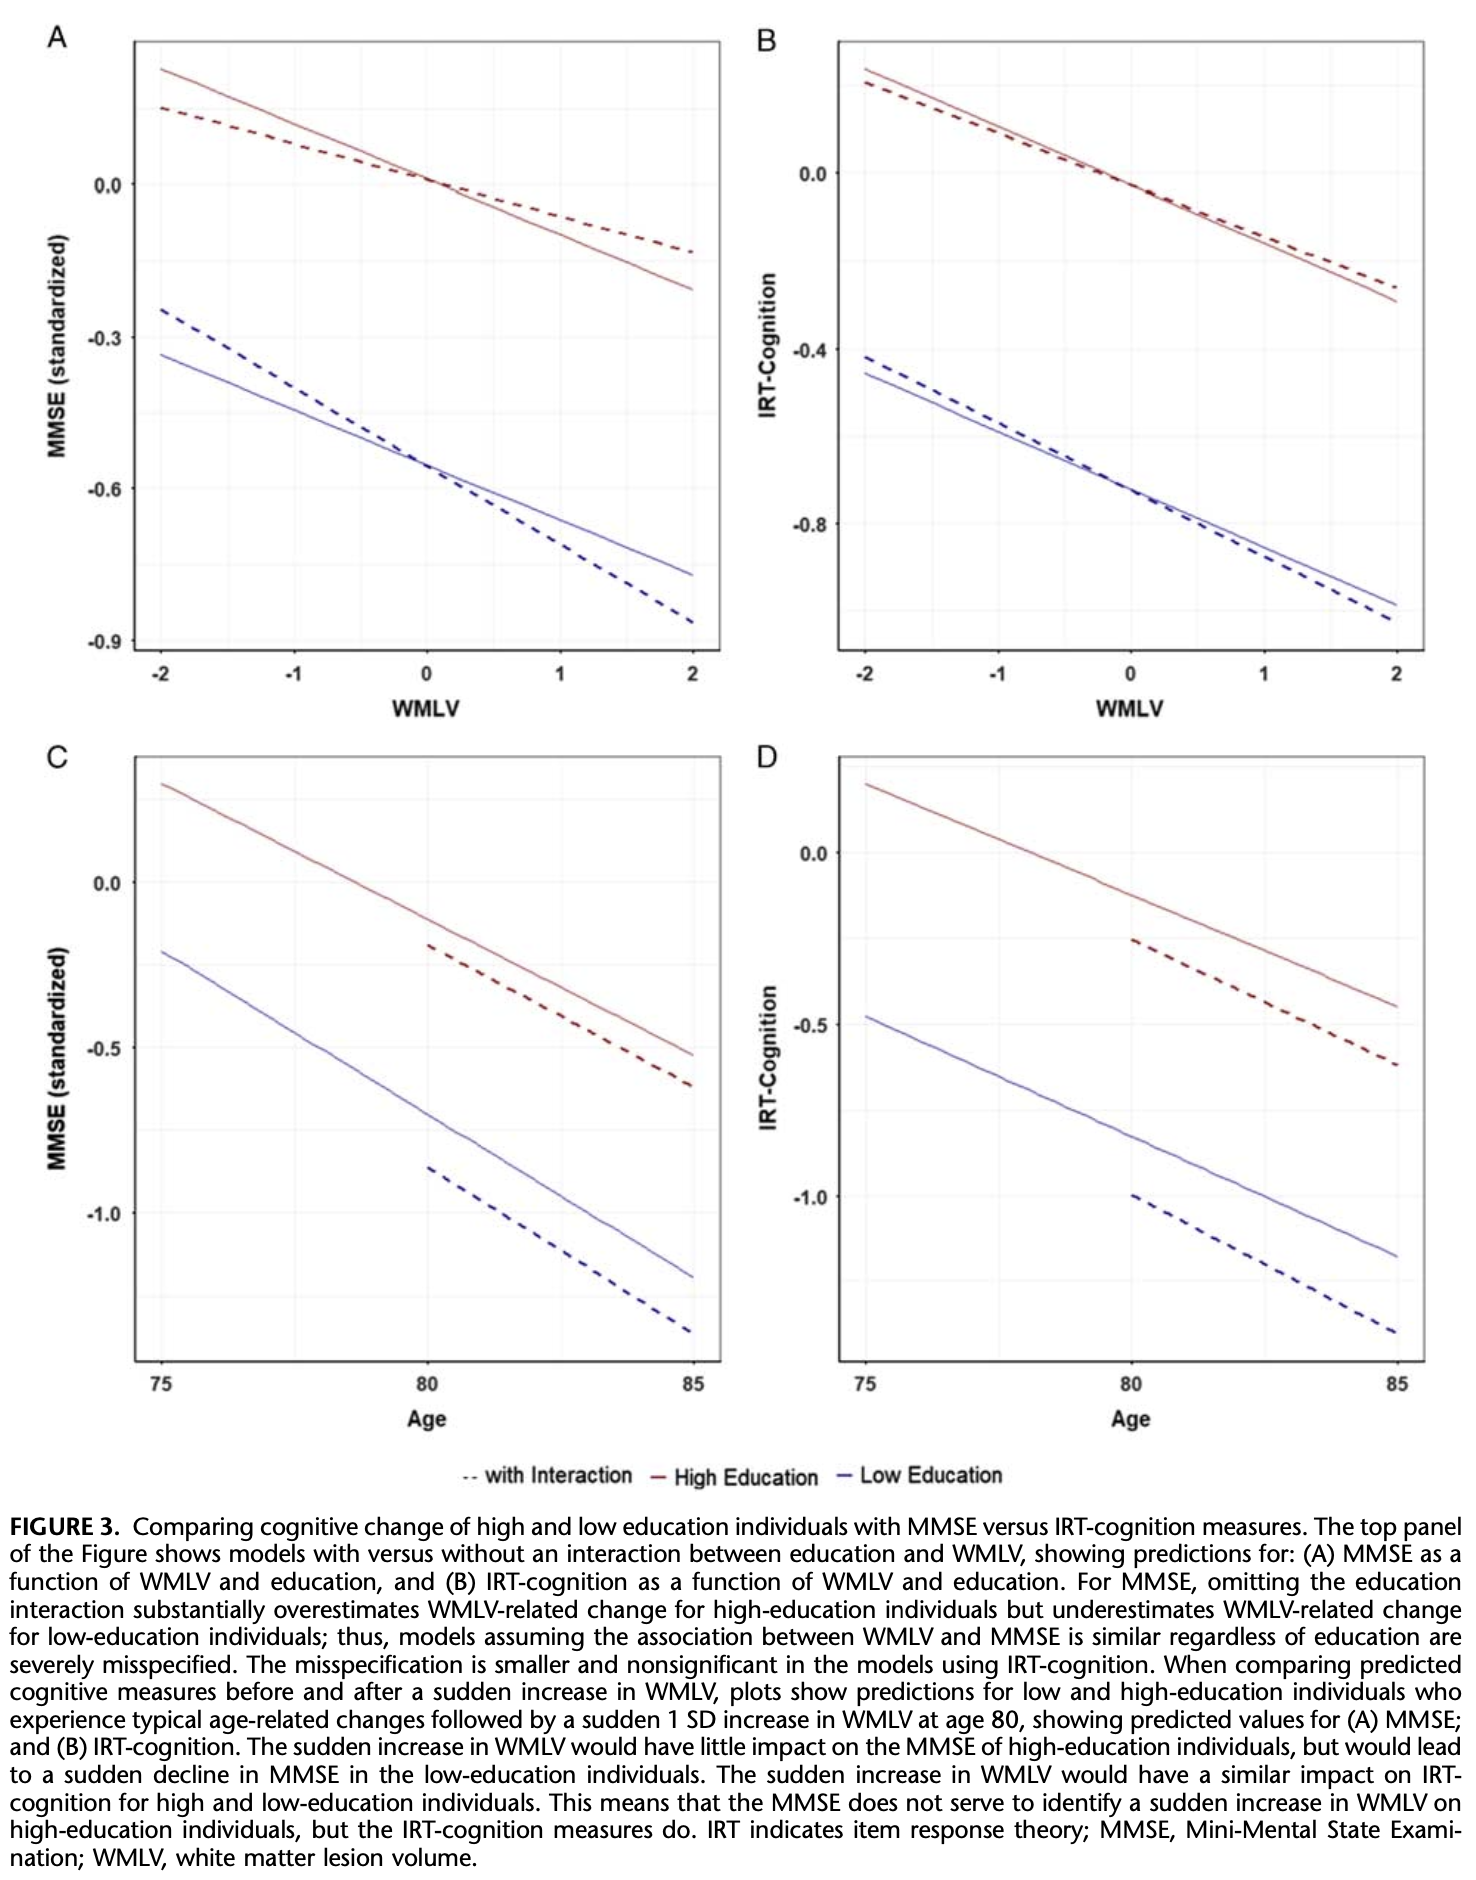 A
B
0.0
-0.3
-0.6
-0.9
MMSE (standardized)
-2 -1 0 1 2
WMLV
0.0
-0.4
-0.8
IRT-Cognition
-2 -1 0 1 2
WMLV
C
D
0.0
-0.5
-1.0
MMSE (standardized)
75 80 85
Age
0.0
-0.5
-1.0
IRT-Cognition
75 80 85
Age
-- with Interaction — High Education — Low Education
FIGURE 3. Comparing cognitive change of high and low education individuals with MMSE versus IRT-cognition measures. The top panel
of the Figure shows models with versus without an interaction between education and WMLV, showing predictions for: (A) MMSE as a
function of WMLV and education, and (B) IRT-cognition as a function of WMLV and education. For MMSE, omitting the education
interaction substantially overestimates WMLV-related change for high-education individuals but underestimates WMLV-related change
for low-education individuals; thus, models assuming the association between WMLV and MMSE is similar regardless of education are
severely misspecified. The misspecification is smaller and nonsignificant in the models using IRT-cognition. When comparing predicted
cognitive measures before and after a sudden increase in WMLV, plots show predictions for low and high-education individuals who
experience typical age-related changes followed by a sudden 1 SD increase in WMLV at age 80, showing predicted values for (A) MMSE;
and (B) IRT-cognition. The sudden increase in WMLV would have little impact on the MMSE of high-education individuals, but would lead
to a sudden decline in MMSE in the low-education individuals. The sudden increase in WMLV would have a similar impact on IRT-
cognition for high and low-education individuals. This means that the MMSE does not serve to identify a sudden increase in WMLV on
high-education individuals, but the IRT-cognition measures do. IRT indicates item response theory; MMSE, Mini-Mental State Exami-
nation; WMLV, white matter lesion volume.